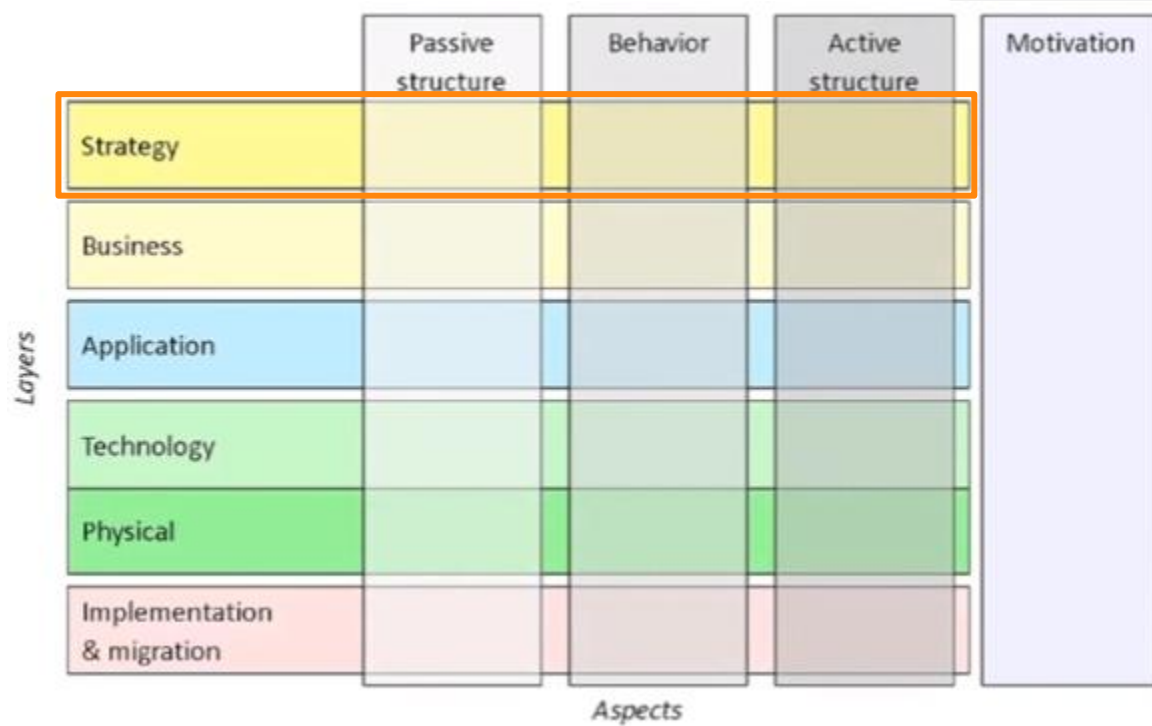 Passive
structure
Behavior
Active
structure
Motivation
Strategy
Business
Application
Technology
Physical
Implementation
& migration
Layers
Aspects